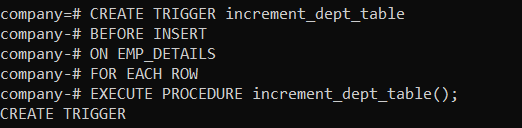 company=# CREATE TRIGGER increment_dept_table
company-# BEFORE INSERT
company-# ON EMP_DETAILS
company-# FOR EACH ROW
company-# EXECUTE PROCEDURE increment_dept_table();
CREATE TRIGGER